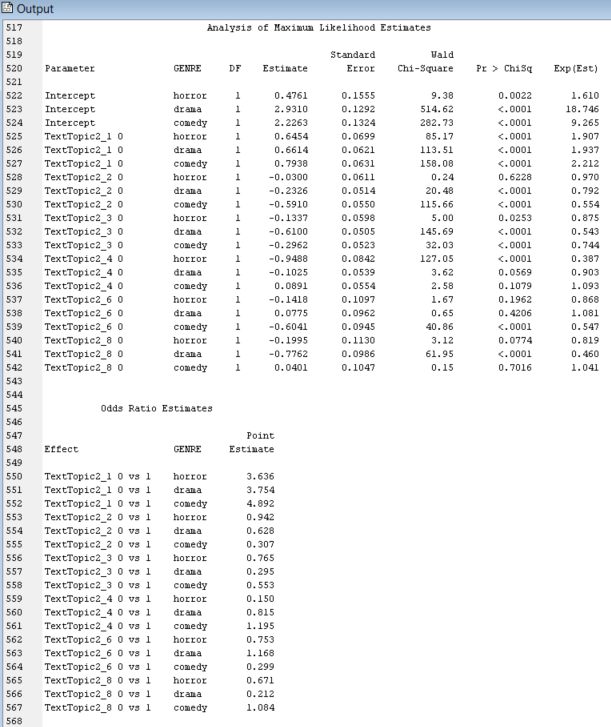 Output
517 Analysis of Maximum Likelihood Estimates
518
519 Standard Wald
520 Parameter GENRE DF Estimate Error Chi-Square Pr > ChiSq Exp(Est)
521
522 Intercept horror 1 0.4761 0.1555 9.38 0.0022 1.610
523 Intercept drama 1 2.9310 0.1292 514.62 <.0001 18.746
524 Intercept comedy 1 2.2263 0.1324 282.73 <.0001 9.265
525 TextTopic2_1 0 horror 1 0.6454 0.0699 85.17 <.0001 1.907
526 TextTopic2_1 0 drama 1 0.6614 0.0621 113.51 <.0001 1.937
527 TextTopic2_1 0 comedy 1 0.7938 0.0631 158.08 <.0001 2.212
528 TextTopic2_2 0 horror 1 -0.0300 0.0611 0.24 0.6228 0.970
529 TextTopic2_2 0 drama 1 -0.2326 0.0514 20.48 <.0001 0.792
530 TextTopic2_2 0 comedy 1 -0.5910 0.0550 115.66 <.0001 0.554
531 TextTopic2_3 0 horror 1 -0.1337 0.0598 5.00 0.0253 0.875
532 TextTopic2_3 0 drama 1 -0.6100 0.0505 145.69 <.0001 0.543
533 TextTopic2_3 0 comedy 1 -0.2962 0.0523 32.03 <.0001 0.744
534 TextTopic2_4 0 horror 1 -0.9488 0.0842 127.05 <.0001 0.387
535 TextTopic2_4 0 drama 1 -0.1025 0.0539 3.62 0.0569 0.903
536 TextTopic2_4 0 comedy 1 0.0891 0.0554 2.58 0.1079 1.093
537 TextTopic2_6 0 horror 1 -0.1418 0.1097 1.67 0.1962 0.868
538 TextTopic2_6 0 drama 1 0.0775 0.0962 0.65 0.4206 1.081
539 TextTopic2_6 0 comedy 1 -0.6041 0.0945 40.86 <.0001 0.547
540 TextTopic2_8 0 horror 1 -0.1995 0.1130 3.12 0.0774 0.819
541 TextTopic2_8 0 drama 1 -0.7762 0.0986 61.95 <.0001 0.460
542 TextTopic2_8 0 comedy 1 0.0401 0.1047 0.15 0.7016 1.041
543
544
545 Odds Ratio Estimates
546
547 Point
548 Effect GENRE Estimate
549
550 TextTopic2_1 0 vs 1 horror 3.636
551 TextTopic2_1 0 vs 1 drama 3.754
552 TextTopic2_1 0 vs 1 comedy 4.892
553 TextTopic2_2 0 vs 1 horror 0.942
554 TextTopic2_2 0 vs 1 drama 0.628
555 TextTopic2_2 0 vs 1 comedy 0.307
556 TextTopic2_3 0 vs 1 horror 0.765
557 TextTopic2_3 0 vs 1 drama 0.295
558 TextTopic2_3 0 vs 1 comedy 0.553
559 TextTopic2_4 0 vs 1 horror 0.150
560 TextTopic2_4 0 vs 1 drama 0.815
561 TextTopic2_4 0 vs 1 comedy 1.195
562 TextTopic2_6 0 vs 1 horror 0.753
563 TextTopic2_6 0 vs 1 drama 1.168
564 TextTopic2_6 0 vs 1 comedy 0.299
565 TextTopic2_8 0 vs 1 horror 0.671
566 TextTopic2_8 0 vs 1 drama 0.212
567 TextTopic2_8 0 vs 1 comedy 1.084
568